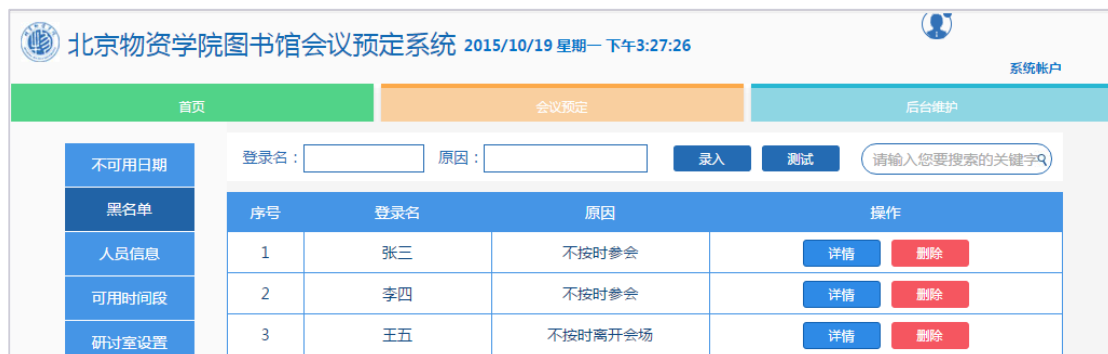 北京物资学院图书馆会议预定系统 2015/10/19 星期一 下午3:27:26
系统帐户
首页 会议预定 后台维护
不可用日期
黑名单
人员信息
可用时间段
研讨室设置
登录名： 原因： 录入 测试 请输入您要搜索的关键字
序号 登录名 原因 操作
1 张三 不按时参会 详情 删除
2 李四 不按时参会 详情 删除
3 王五 不按时离开会场 详情 删除